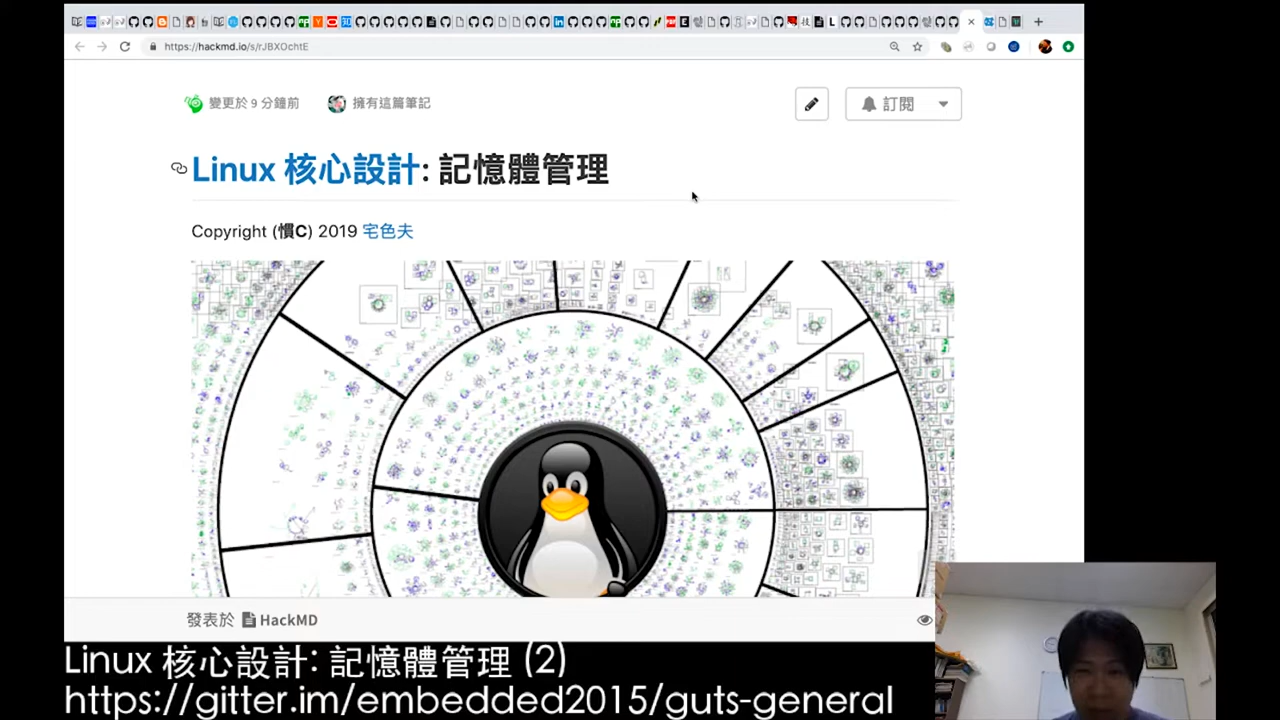 https://hackmd.io/s/rJBXOchtE
變更於 9 分鐘前
擁有這篇筆記
訂閱
Linux 核心設計: 記憶體管理
Copyright (慣C) 2019 宅色夫
發表於 HackMD
Linux 核心設計: 記憶體管理 (2)
https://gitter.im/embedded2015/guts-general